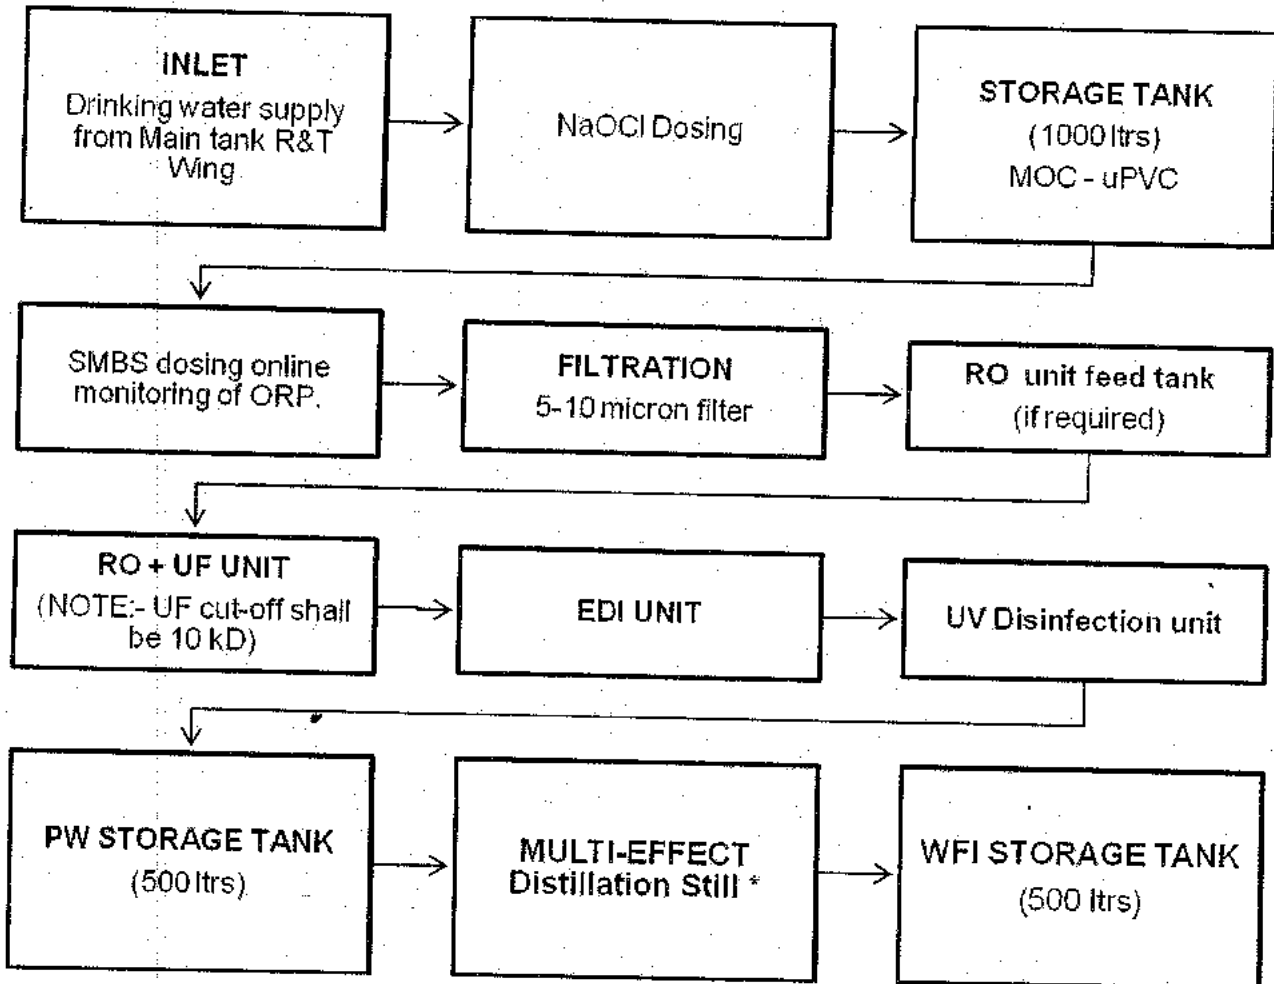 INLET
Drinking water supply
from Main tank R&T
Wing
NaOCl Dosing
STORAGE TANK
(1000 ltrs)
MOC - uPVC
SMBS dosing online
monitoring of ORP.
FILTRATION
5-10 micron filter
RO unit feed tank
(if required)
RO + UF UNIT
(NOTE:- UF cut-off shall
be 10 kD)
EDI UNIT
UV Disinfection unit
PW STORAGE TANK
(500 ltrs)
MULTI-EFFECT
Distillation Still *
WFI STORAGE TANK
(500 ltrs)